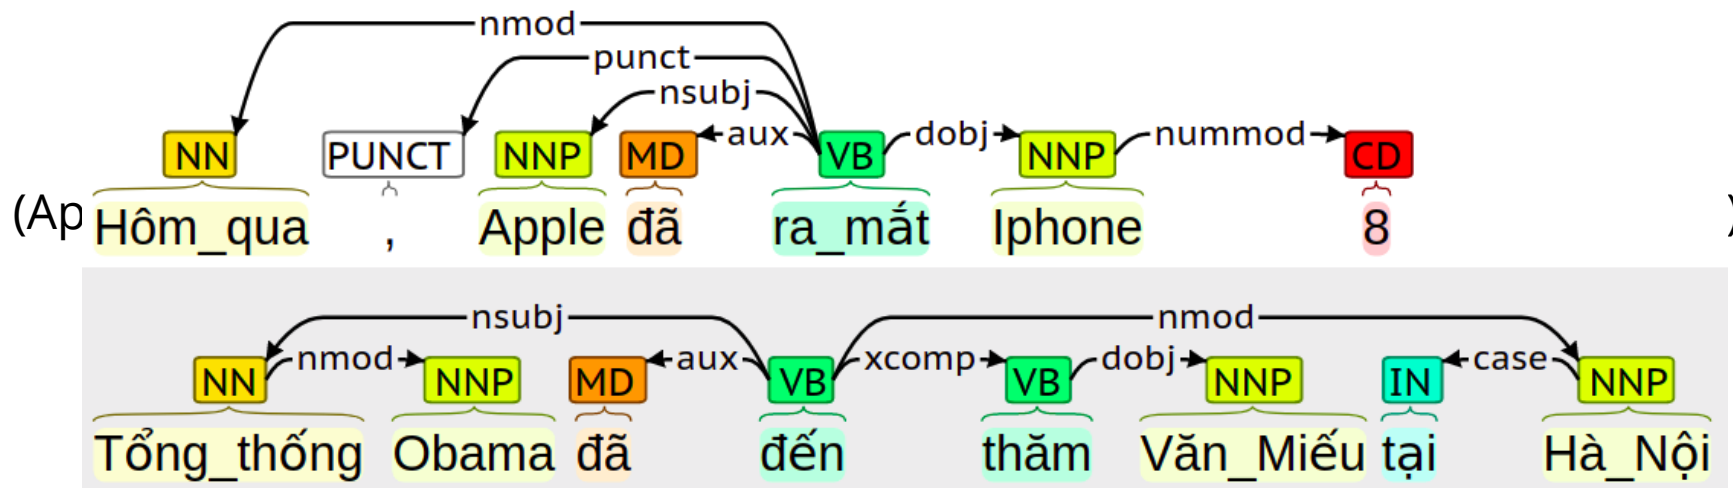 nmod
punct
nsubj
NN PUNCT NNP MD aux VB dobj NNP nummod CD
(Ap Hôm_qua , Apple đã ra_mắt Iphone 8 )
nsubj nmod
NN nmod NNP MD aux VB xcomp VB dobj NNP IN case NNP
Tổng_thống Obama đã đến thăm Văn_Miếu tại Hà_Nội